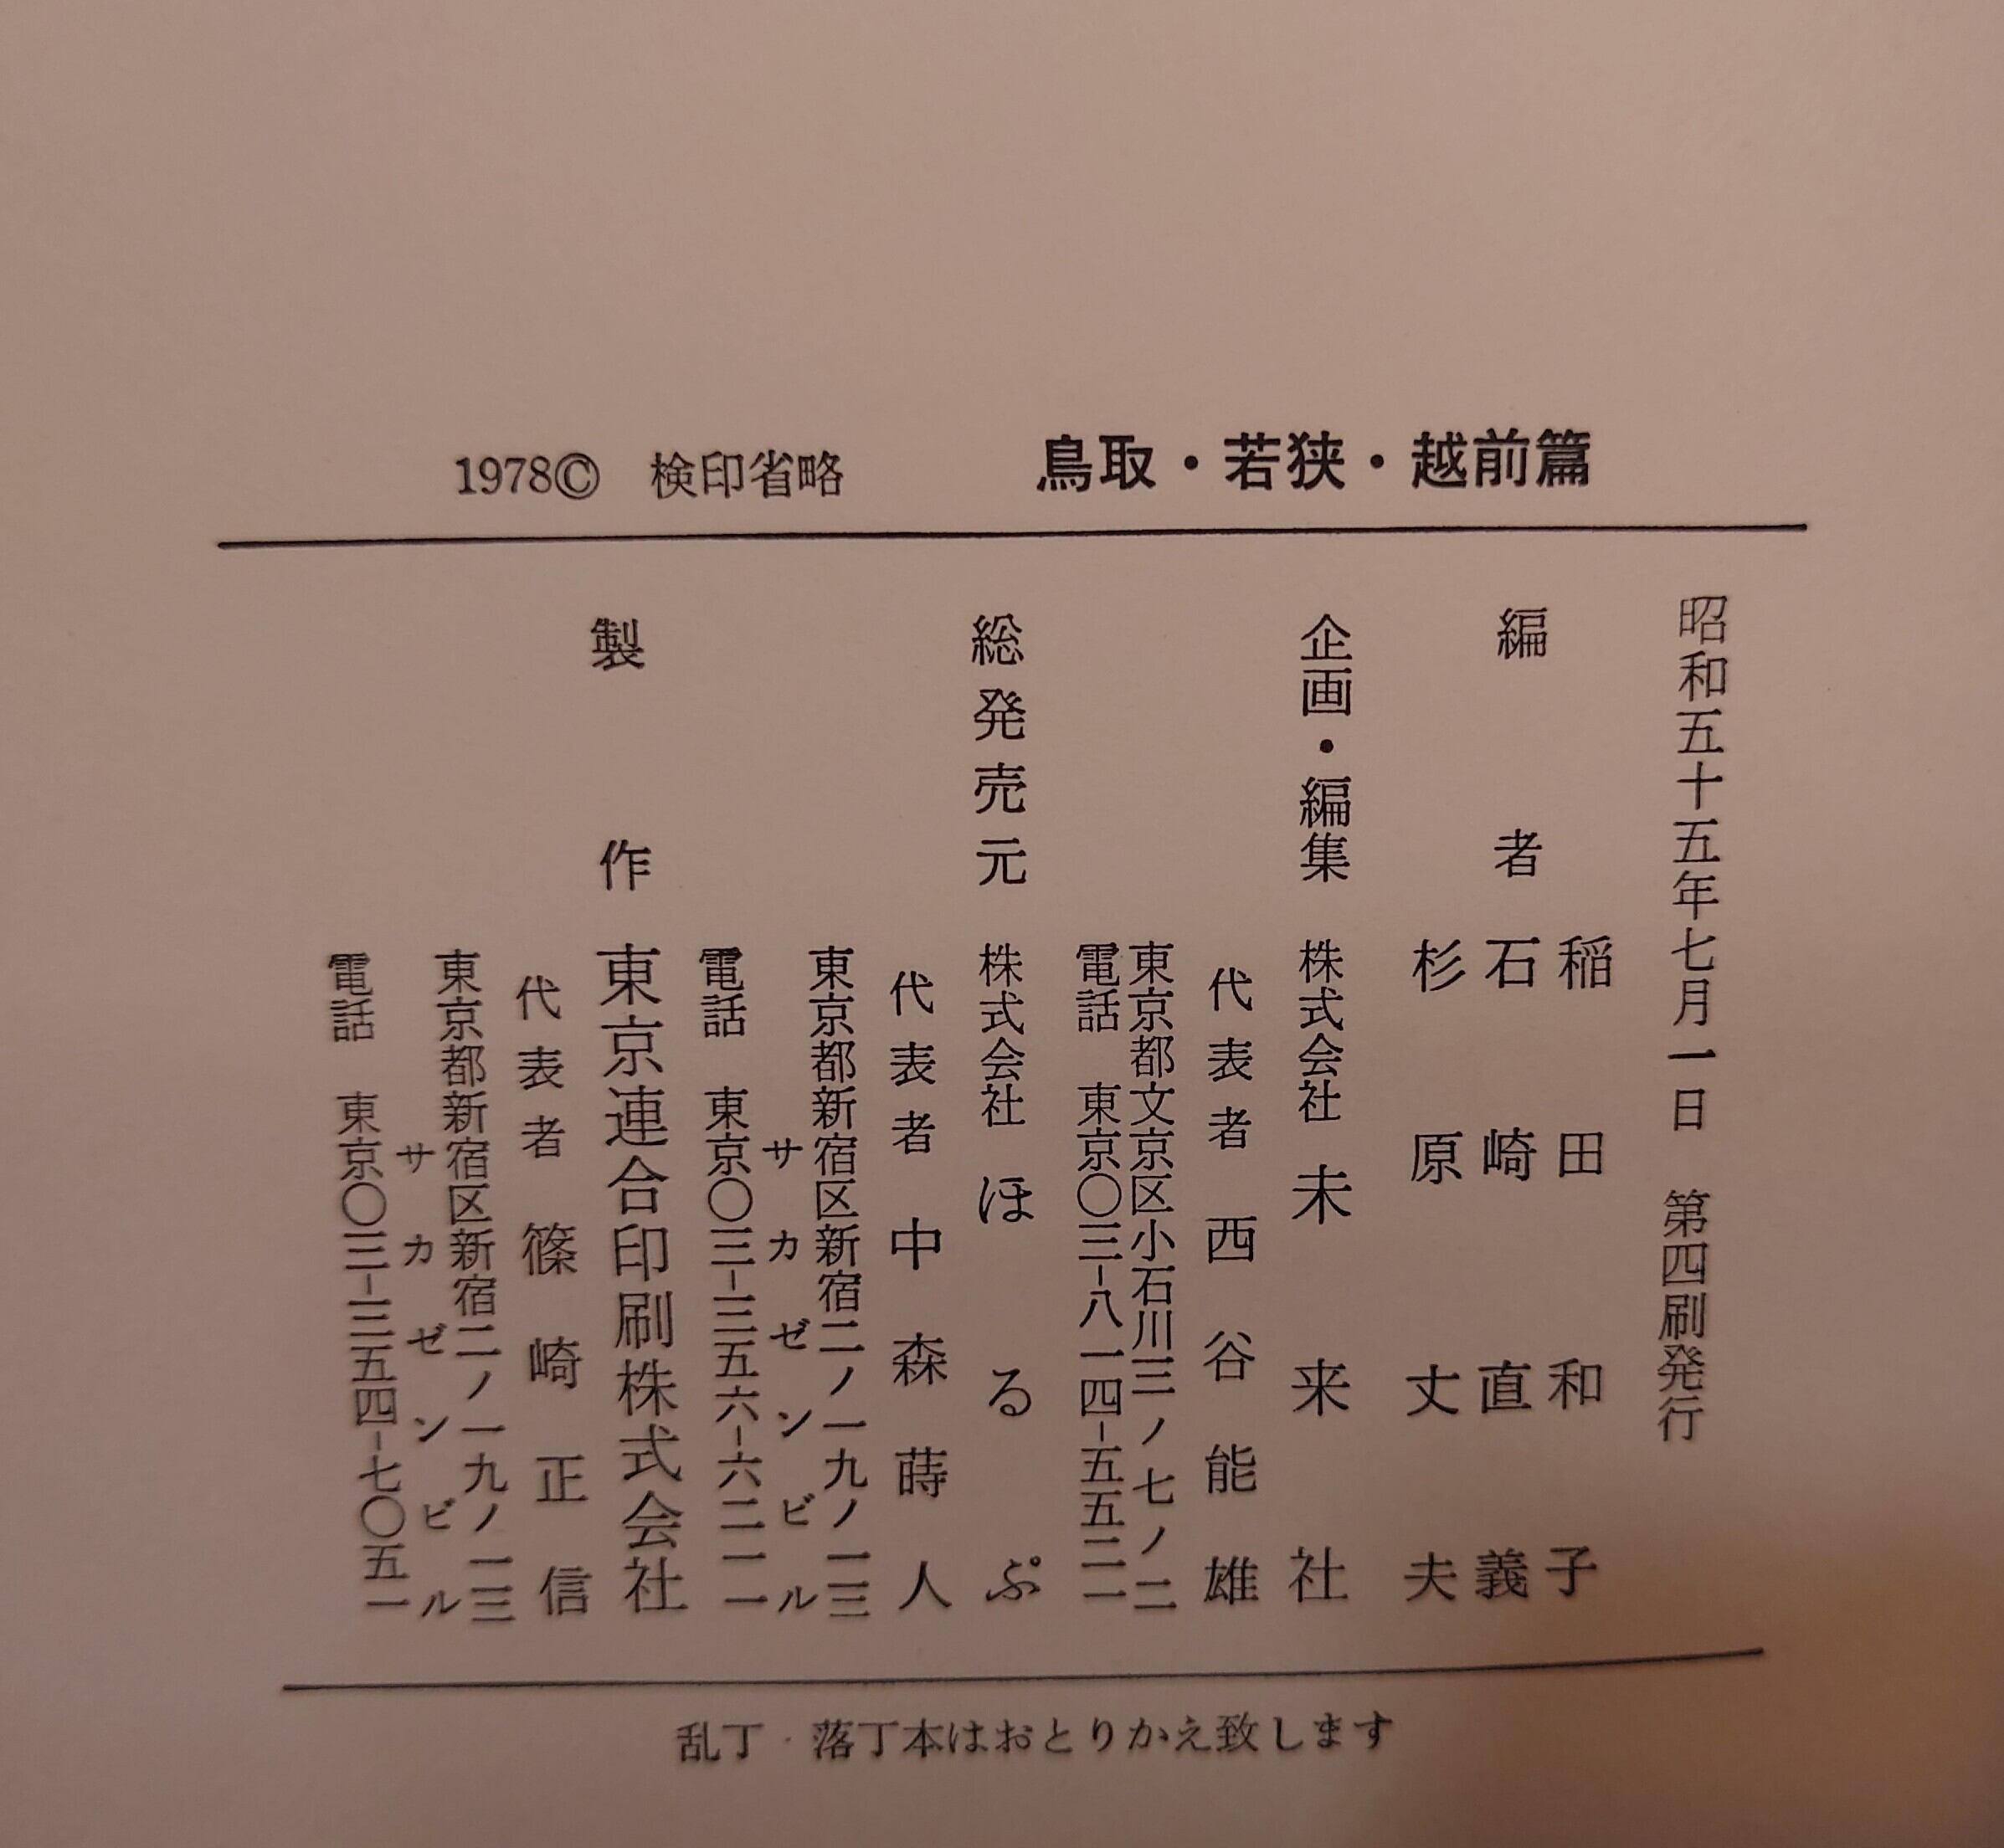 鳥取・若狭・越前篇
1978© 検印省略
昭和五十五年七月一日 第四刷発行
編者
稲田和子
石崎直義
杉原丈夫
企画・編集
株式会社 未来社
代表者 西谷能雄
東京都文京区小石川三ノ七ノ二
電話 東京〇三-八一四-五五二一
総発売元
株式会社 ほるぷ
代表者 中森蒔人
東京都新宿区新宿二ノ一九ノ一三
サカゼンビル
電話 東京〇三-三五六-六二一一
製作
東京連合印刷株式会社
代表者 篠崎正信
東京都新宿区新宿二ノ一九ノ一三
サカゼンビル
電話 東京〇三-三五四-七〇五一
乱丁・落丁本はおとりかえ致します